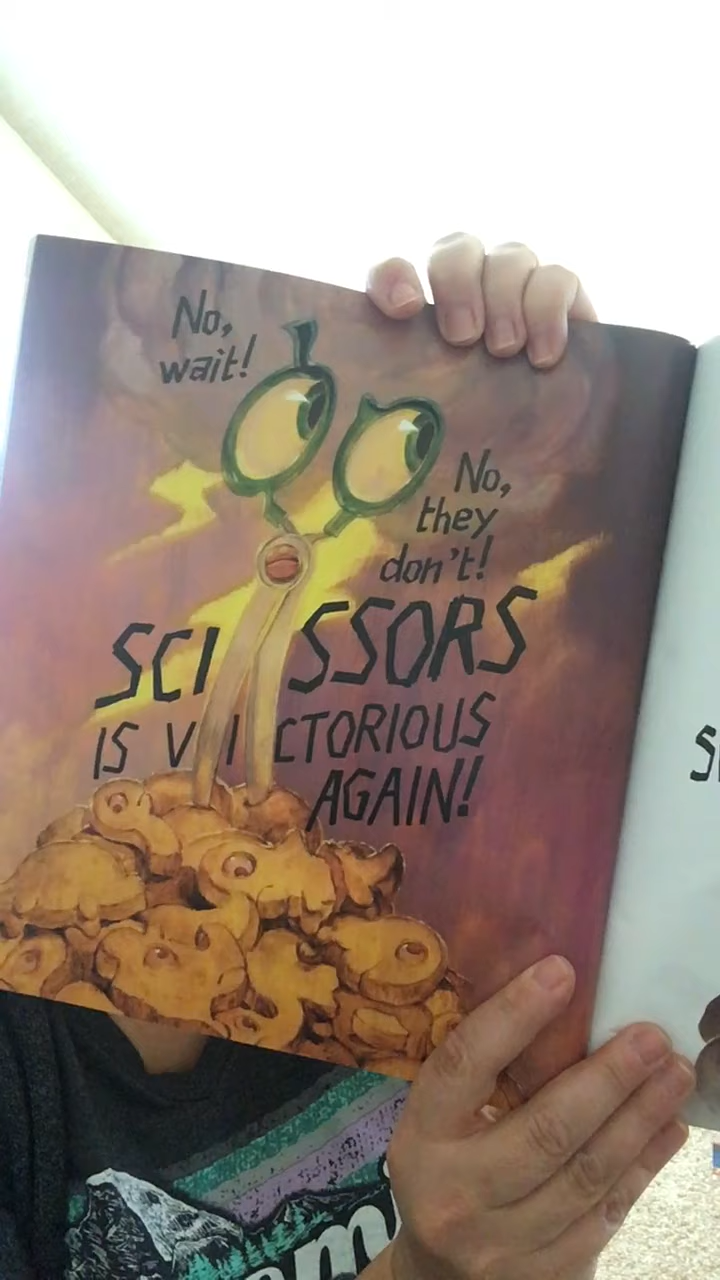 No,
wait!
No,
they
don't!
SCISSORS
IS VICTORIOUS
AGAIN!